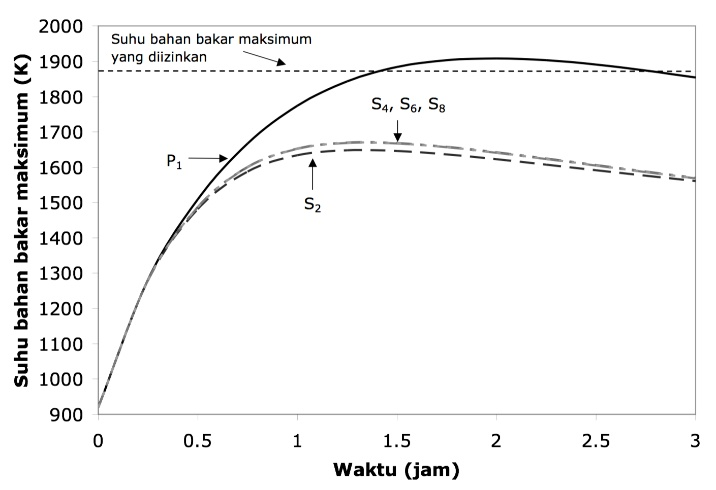 2000
Suhu bahan bakar maksimum
yang diizinkan
1900
1800
S4, S6, S8
1700
P1
1600
S2
1500
1400
1300
1200
1100
1000
900
Suhu bahan bakar maksimum (K)
0
0.5
1
1.5
2
2.5
3
Waktu (jam)